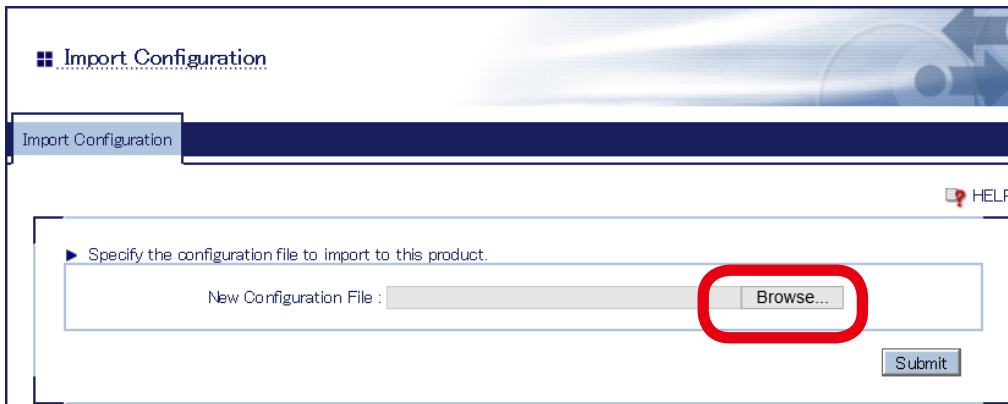 Import Configuration
Import Configuration
HELP
Specify the configuration file to import to this product.
New Configuration File : Browse...
Submit